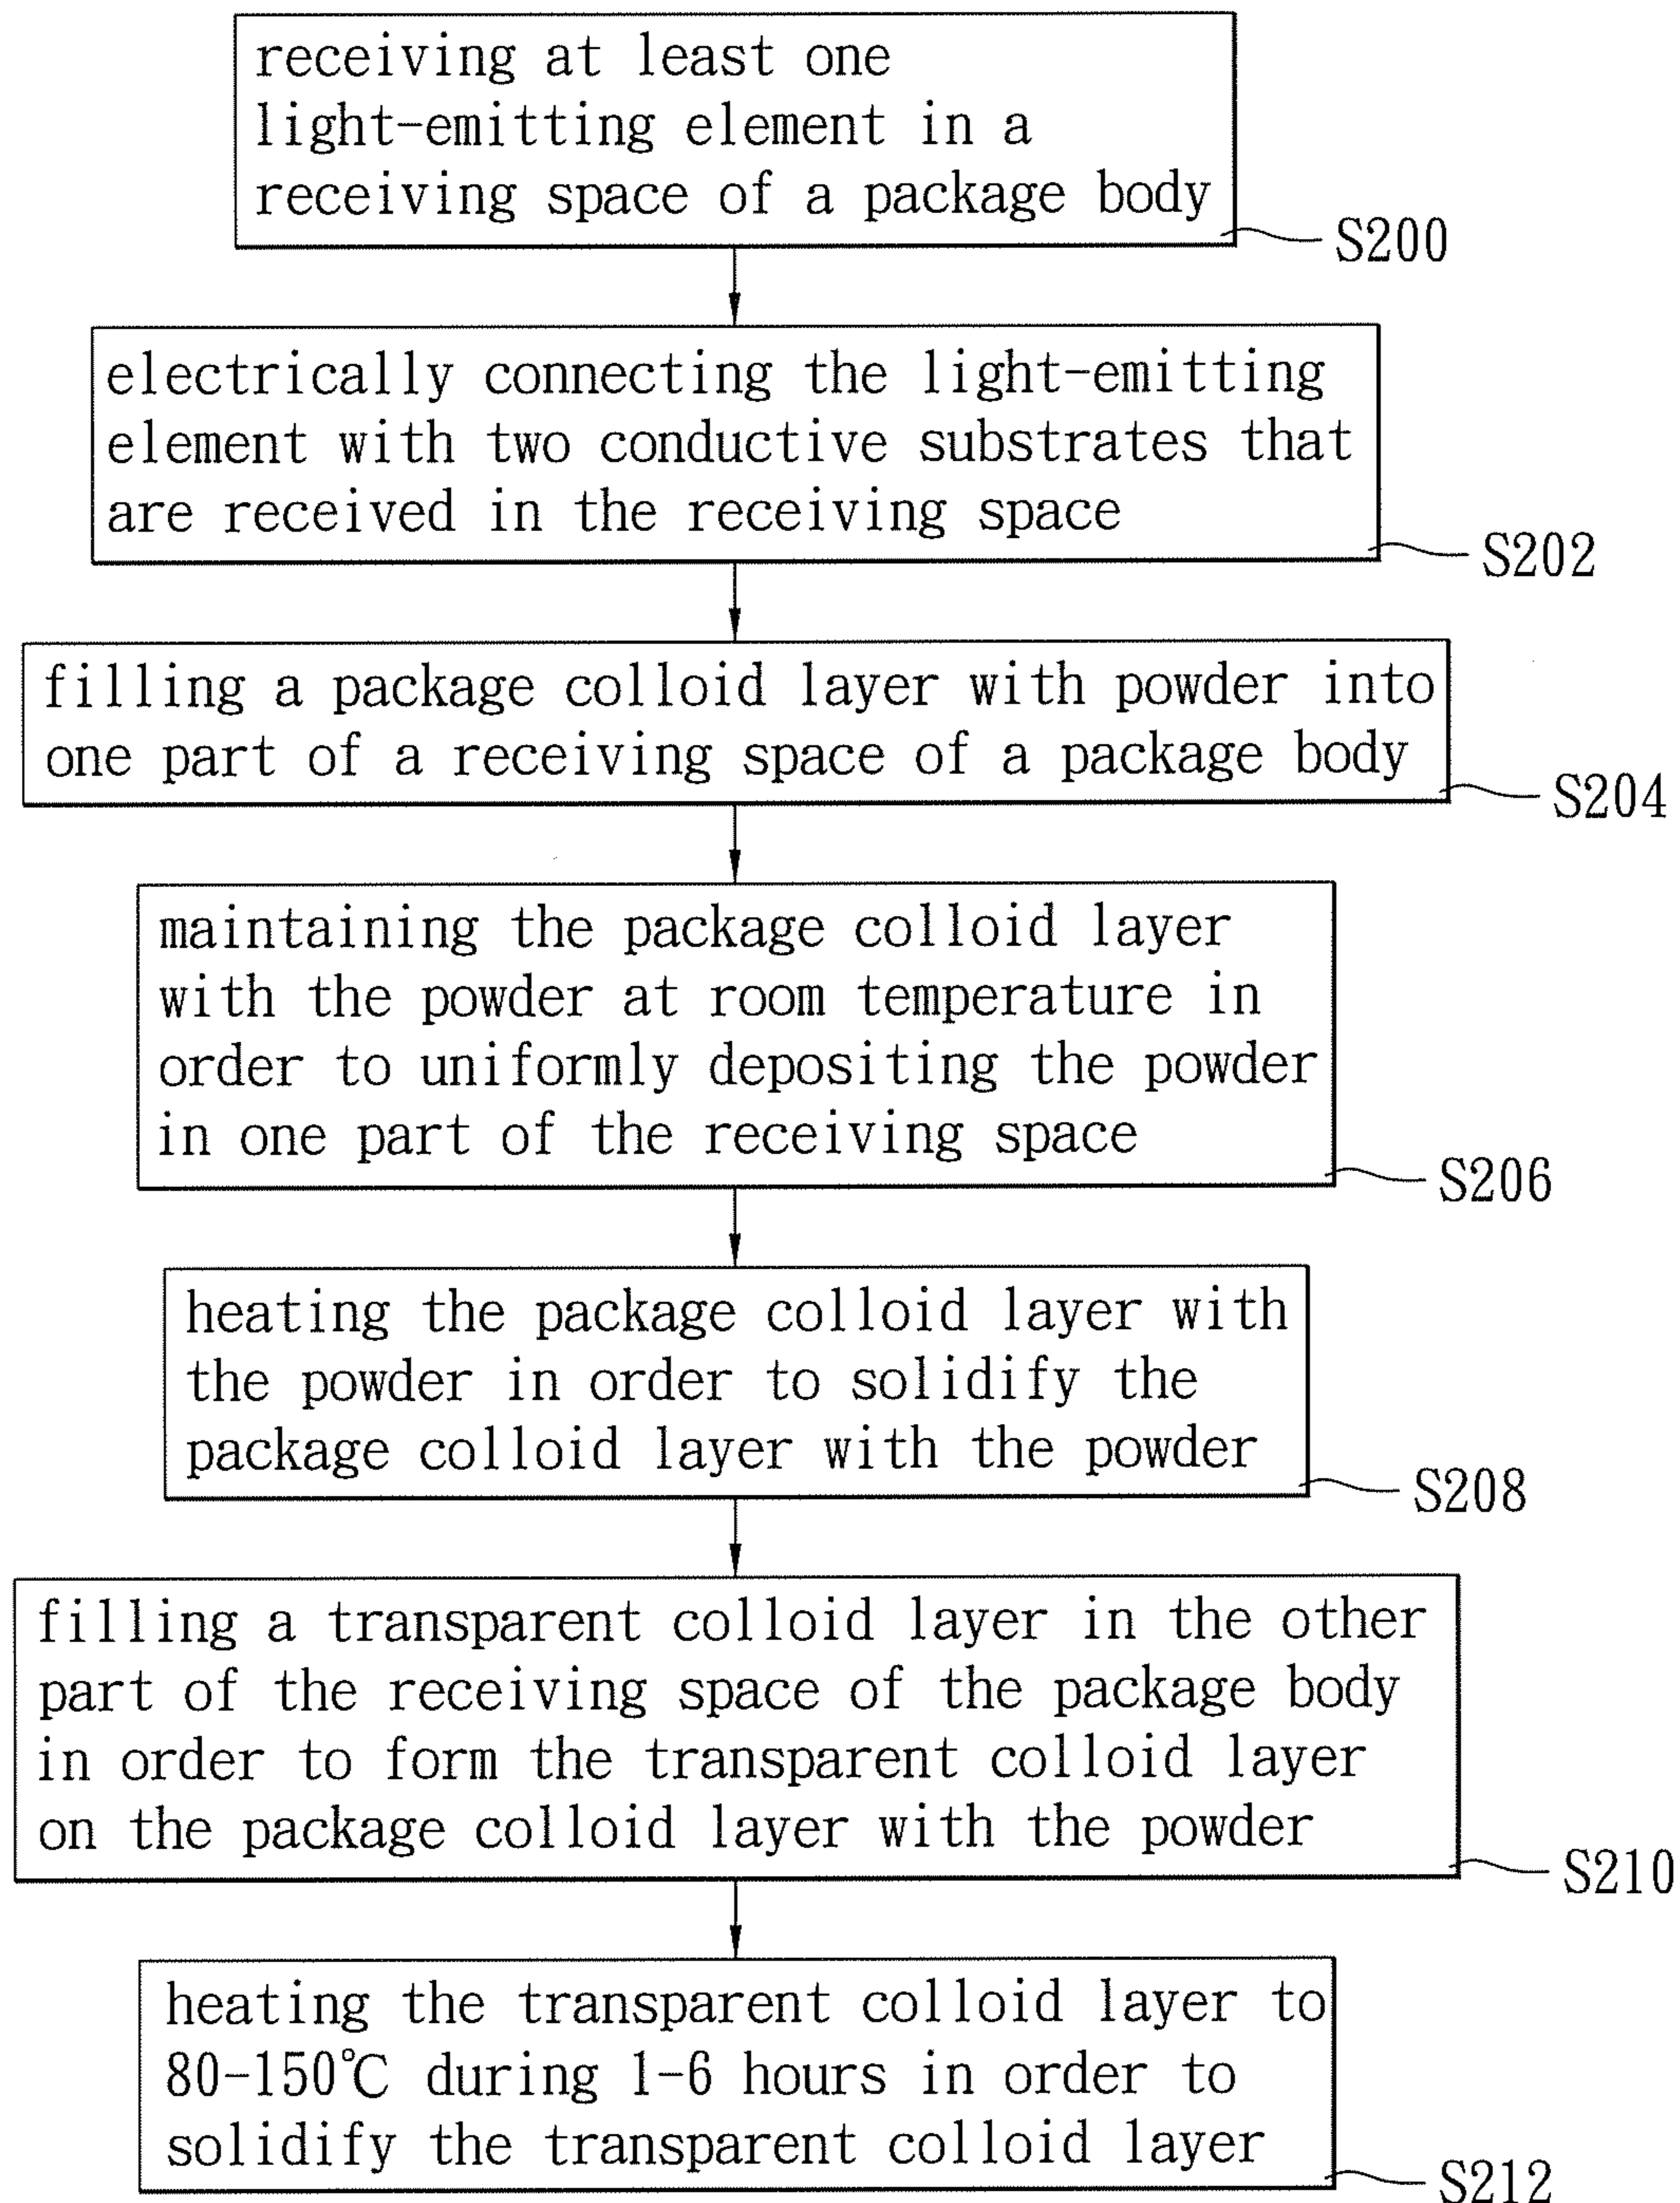 receiving at least one
light-emitting element in a
receiving space of a package body
S200
electrically connecting the light-emitting
element with two conductive substrates that
are received in the receiving space
S202
filling a package colloid layer with powder into
one part of a receiving space of a package body
S204
maintaining the package colloid layer
with the powder at room temperature in
order to uniformly depositing the powder
in one part of the receiving space
S206
heating the package colloid layer with
the powder in order to solidify the
package colloid layer with the powder
S208
filling a transparent colloid layer in the other
part of the receiving space of the package body
in order to form the transparent colloid layer
on the package colloid layer with the powder
S210
heating the transparent colloid layer to
80-150℃ during 1-6 hours in order to
solidify the transparent colloid layer
S212